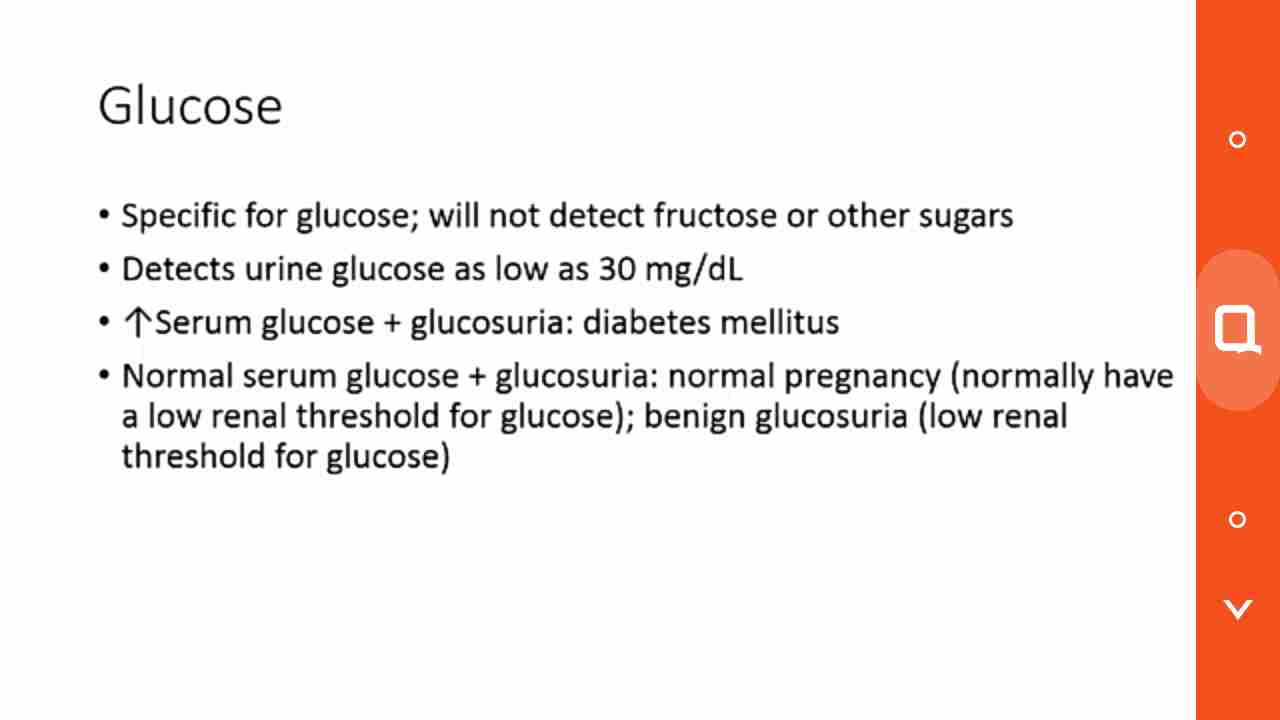 Glucose
• Specific for glucose; will not detect fructose or other sugars
• Detects urine glucose as low as 30 mg/dL
• ↑Serum glucose + glucosuria: diabetes mellitus
• Normal serum glucose + glucosuria: normal pregnancy (normally have
a low renal threshold for glucose); benign glucosuria (low renal
threshold for glucose)